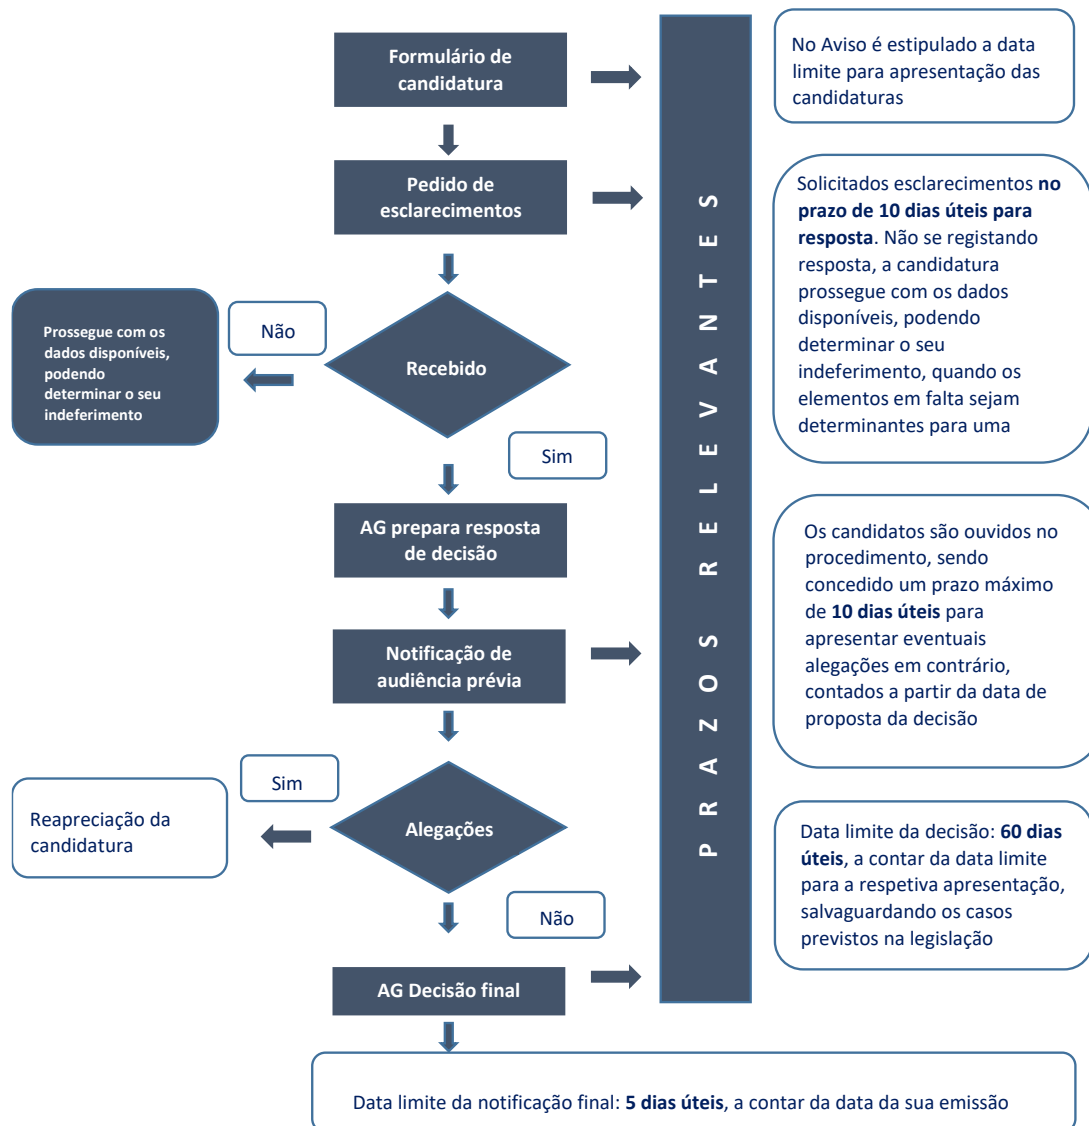 Formulário de
candidatura
No Aviso é estipulado a data
limite para apresentação das
candidaturas
Pedido de
esclarecimentos
Solicitados esclarecimentos no
prazo de 10 dias úteis para
resposta. Não se registando
resposta, a candidatura
prossegue com os dados
disponíveis, podendo
determinar o seu
indeferimento, quando os
elementos em falta sejam
determinantes para uma
PRAZOS RELEVANTES
Não
Prossegue com os
dados disponíveis,
podendo
determinar o seu
indeferimento
Recebido
Sim
AG prepara resposta
de decisão
Os candidatos são ouvidos no
procedimento, sendo
concedido um prazo máximo
de 10 dias úteis para
apresentar eventuais
alegações em contrário,
contados a partir da data de
proposta da decisão
Notificação de
audiência prévia
Sim
Reapreciação da
candidatura
Alegações
Não
Data limite da decisão: 60 dias
úteis, a contar da data limite
para a respetiva apresentação,
salvaguardando os casos
previstos na legislação
AG Decisão final
Data limite da notificação final: 5 dias úteis, a contar da data da sua emissão